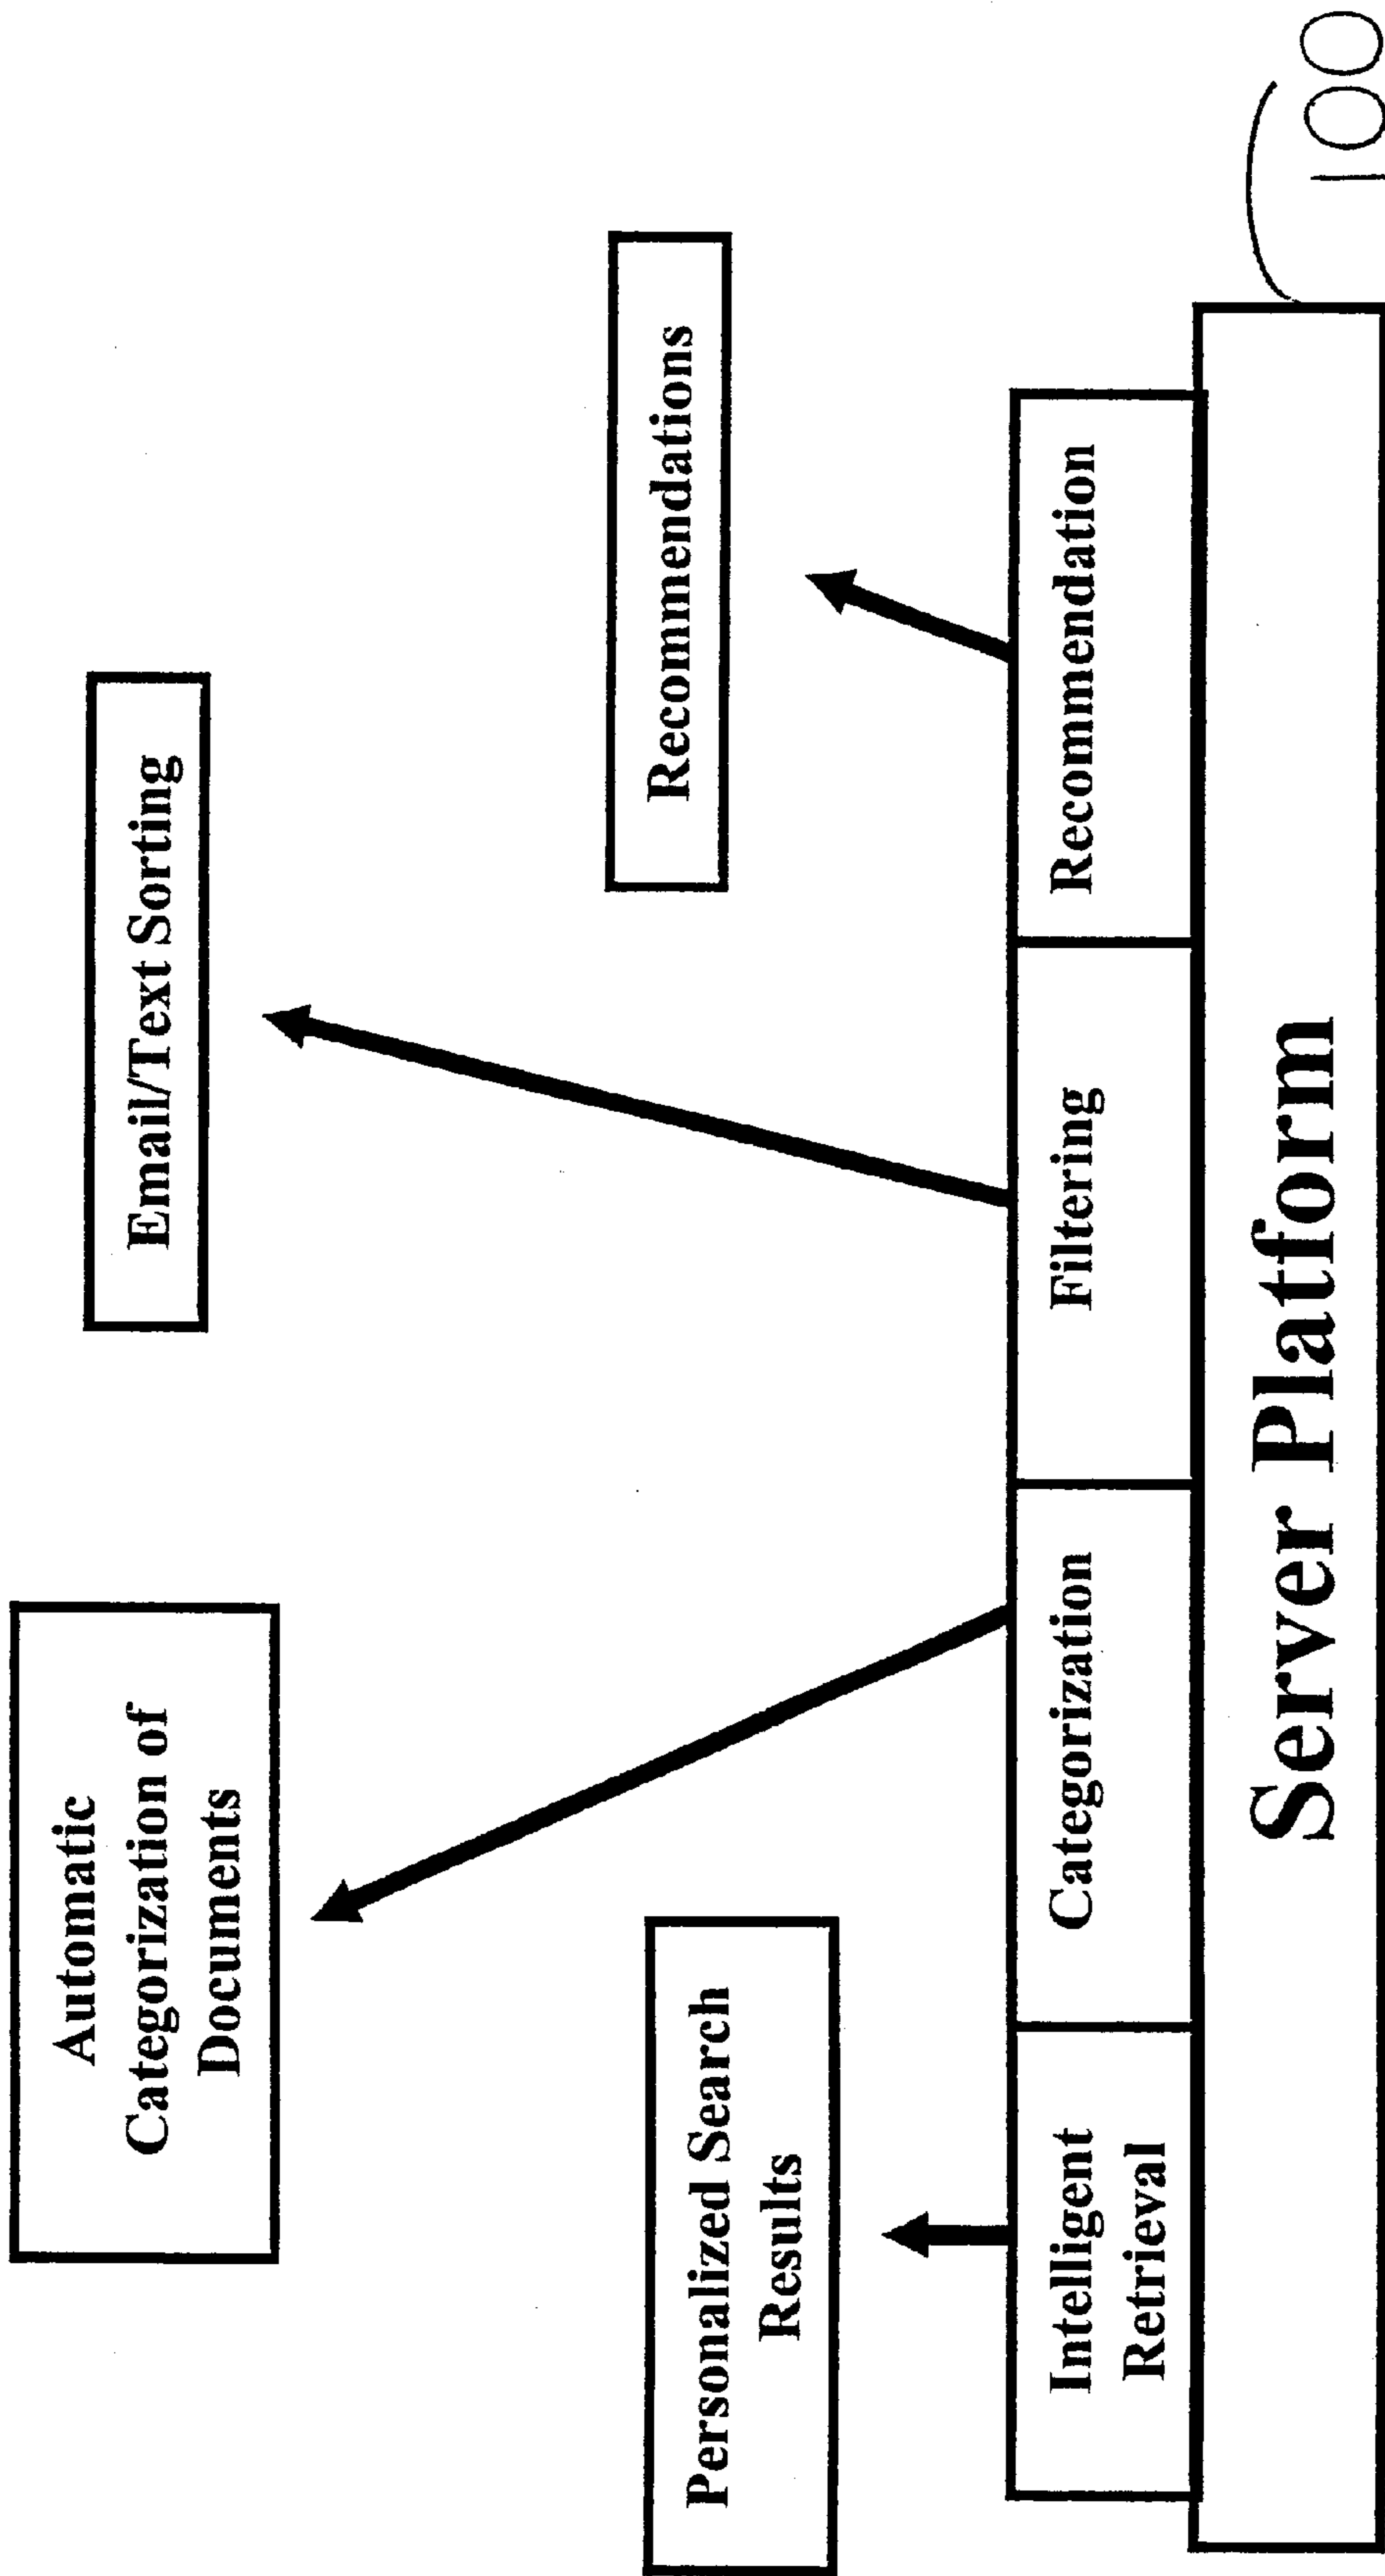 Automatic
Categorization of
Documents
Email/Text Sorting
Personalized Search
Results
Recommendations
Intelligent
Retrieval
Categorization
Filtering
Recommendation
Server Platform
100